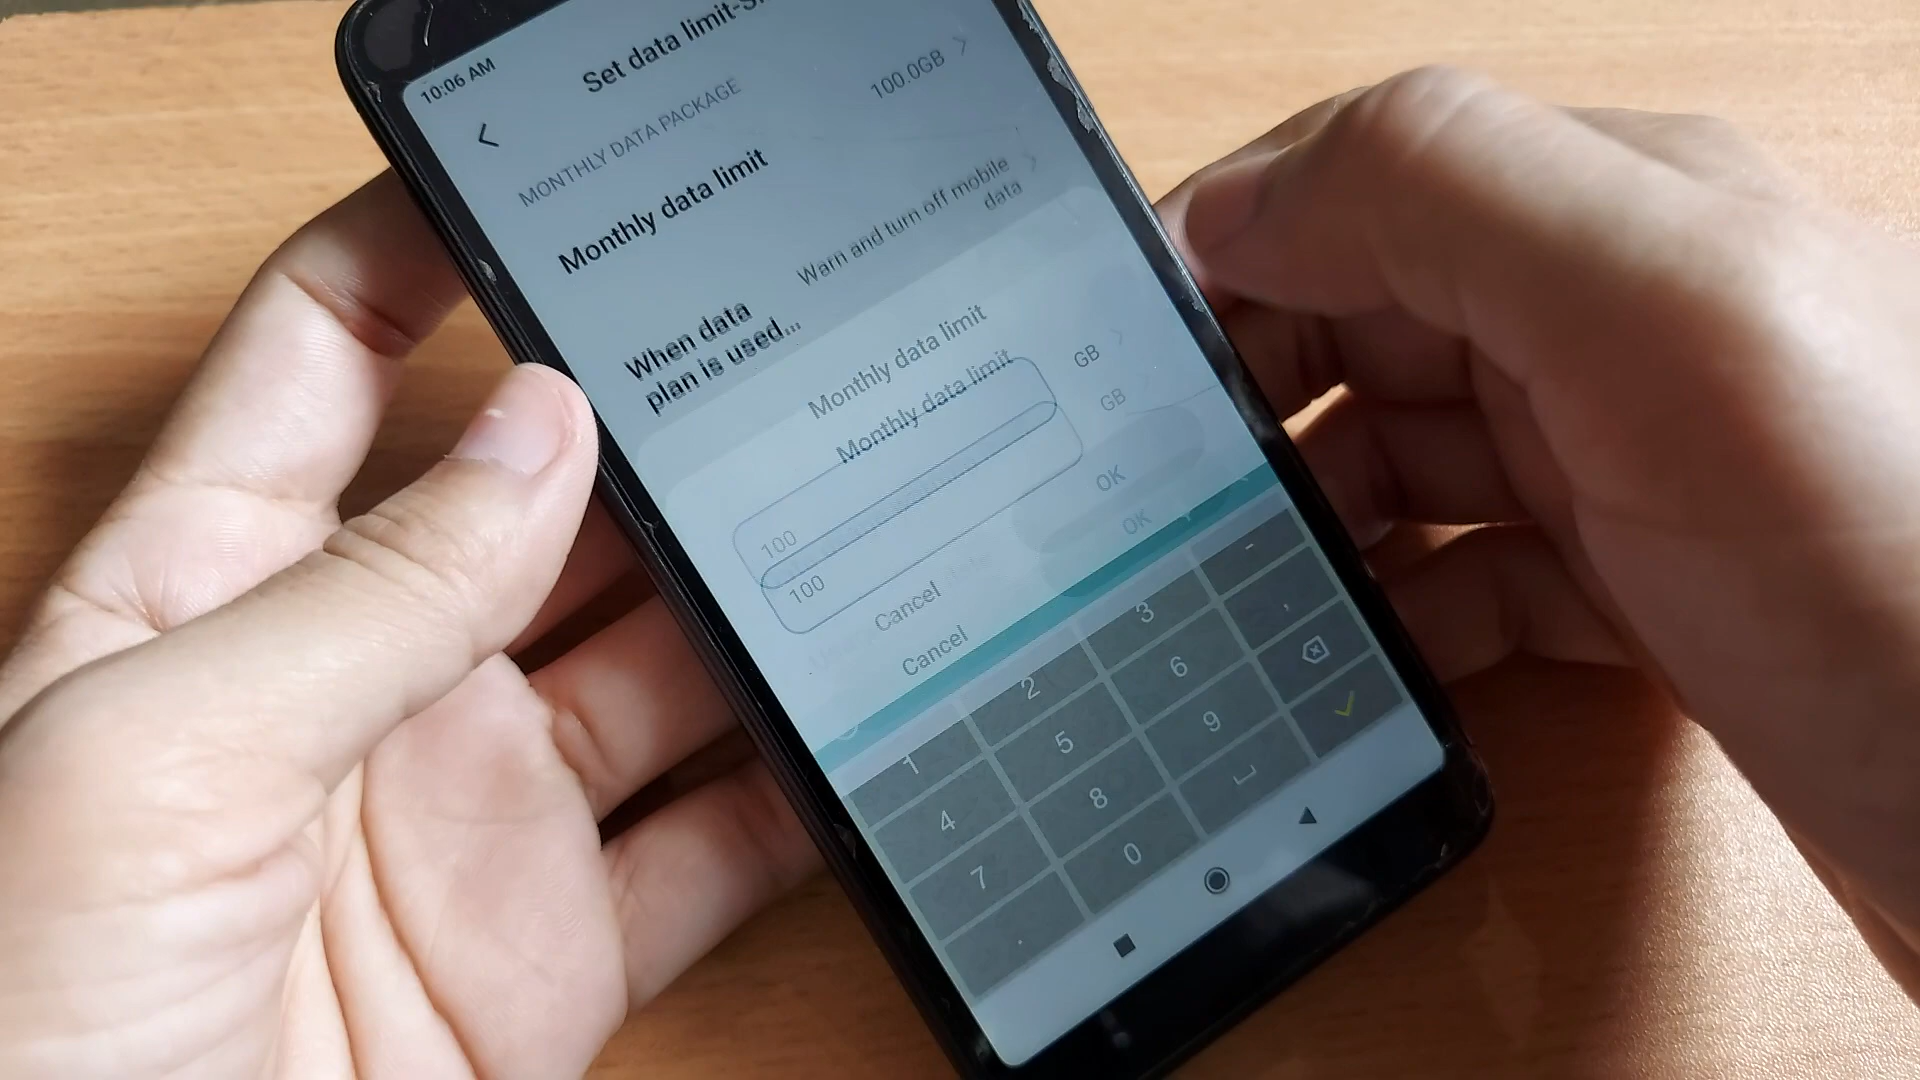 10:06 AM
Set data limit-S
MONTHLY DATA PACKAGE
Monthly data limit
100.0GB
When data
plan is used...
Warn and turn off mobile
data
Monthly data limit
Monthly data limit
100
GB
100
GB
Cancel
OK
Cancel
OK
1 2 3 -
4 5 6 ,
7 8 9
. 0